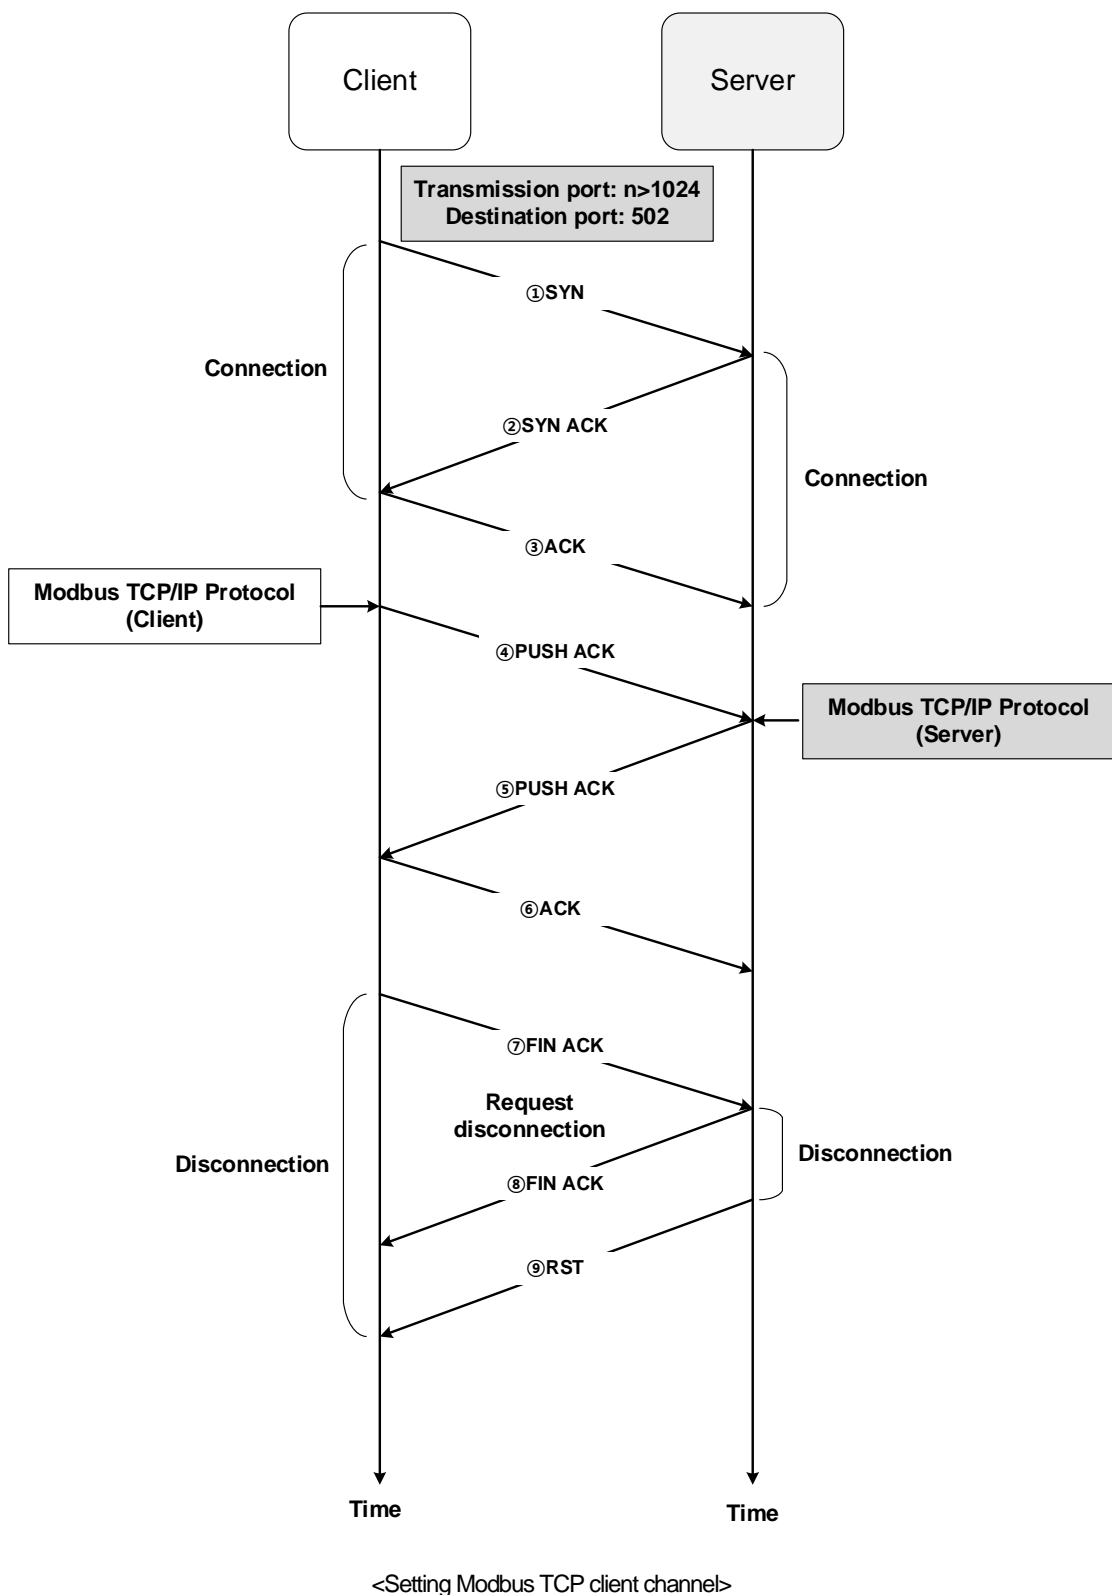 Client
Server
Transmission port: n>1024
Destination port: 502
①SYN
Connection
②SYN ACK
Connection
③ACK
Modbus TCP/IP Protocol
(Client)
④PUSH ACK
Modbus TCP/IP Protocol
(Server)
⑤PUSH ACK
⑥ACK
⑦FIN ACK
Request
disconnection
Disconnection
Disconnection
⑧FIN ACK
⑨RST
Time
Time
<Setting Modbus TCP client channel>